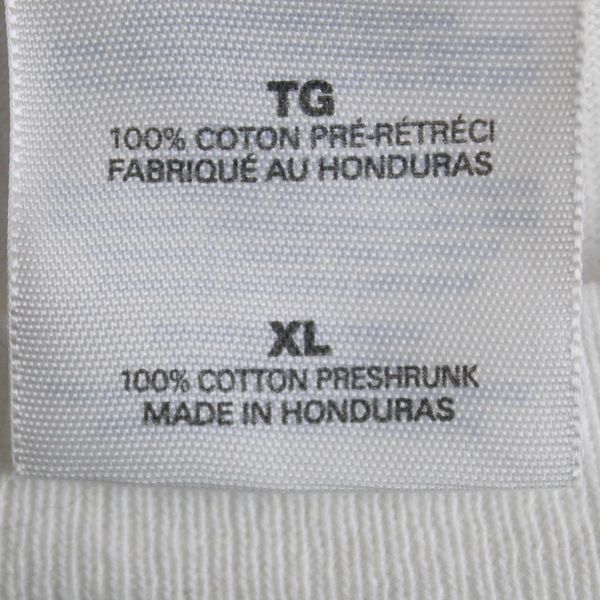 TG
100% COTON PRÉ-RÉTRÉCI
FABRIQUÉ AU HONDURAS
XL
100% COTTON PRESHRUNK
MADE IN HONDURAS